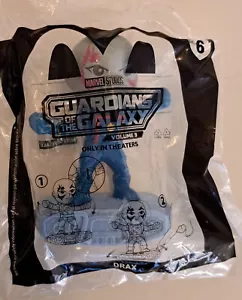 6
MARVEL STUDIOS
GUARDIANS
OF THE GALAXY
VOLUME 3
ONLY IN THEATERS
1
2
DRAX